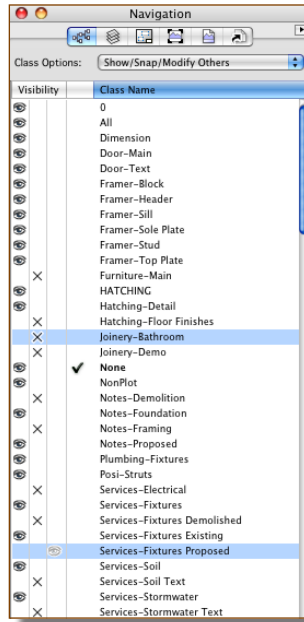 Navigation
Class Options: Show/Snap/Modify Others
Visibility Class Name
0
All
Dimension
Door-Main
Door-Text
Framer-Block
Framer-Header
Framer-Sill
Framer-Sole Plate
Framer-Stud
Framer-Top Plate
Furniture-Main
HATCHING
Hatching-Detail
Hatching-Floor Finishes
Joinery-Bathroom
Joinery-Demo
None
NonPlot
Notes-Demolition
Notes-Foundation
Notes-Framing
Notes-Proposed
Plumbing-Fixtures
Posi-Struts
Services-Electrical
Services-Fixtures
Services-Fixtures Demolished
Services-Fixtures Existing
Services-Fixtures Proposed
Services-Soil
Services-Soil Text
Services-Stormwater
Services-Stormwater Text